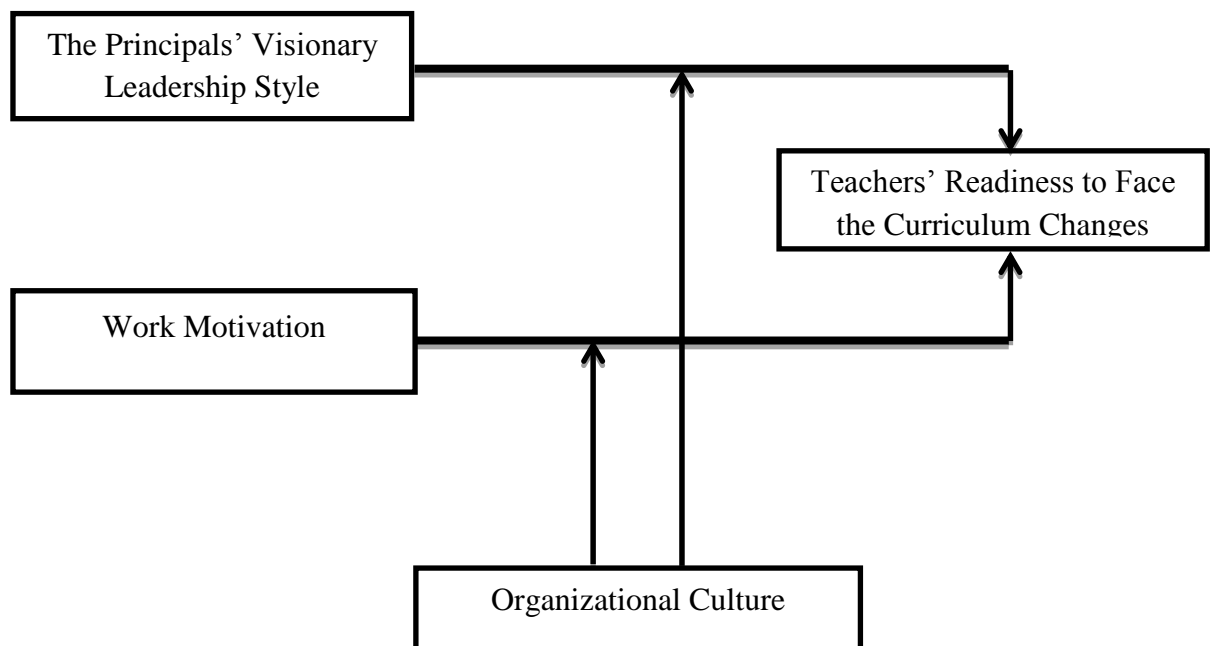 The Principals’ Visionary
Leadership Style
Teachers’ Readiness to Face
the Curriculum Changes
Work Motivation
Organizational Culture